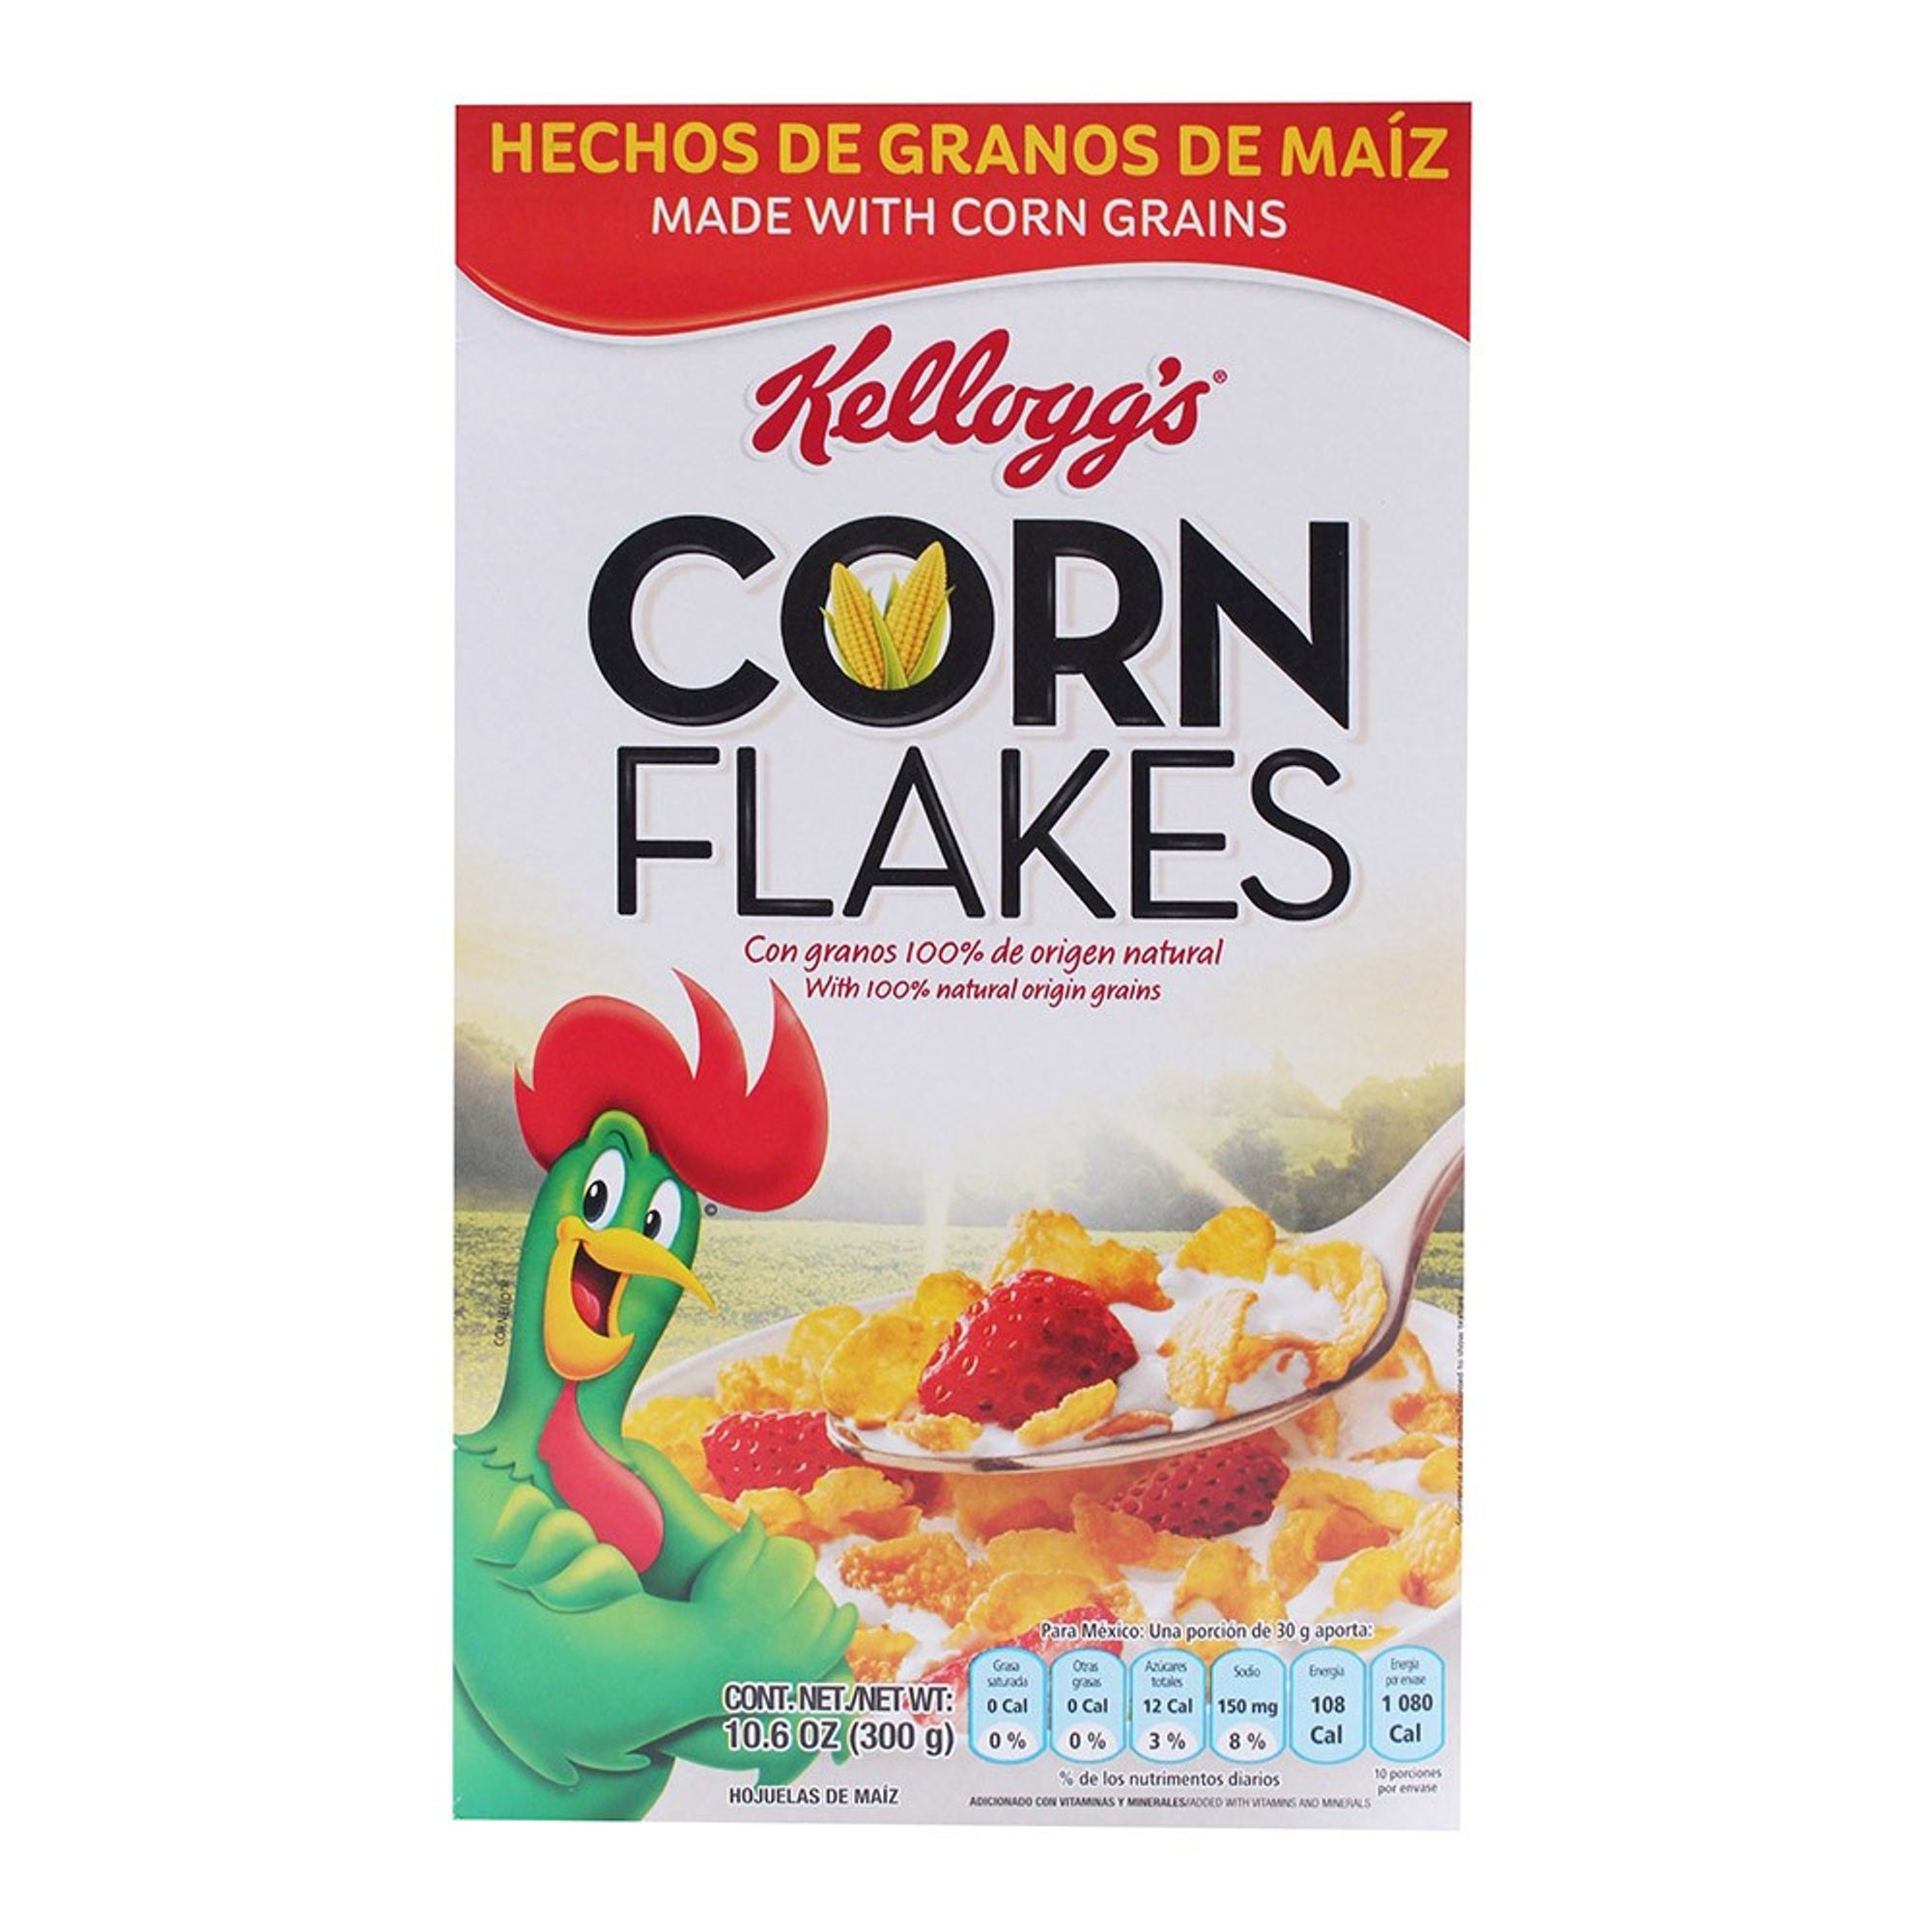 HECHOS DE GRANOS DE MAÍZ
MADE WITH CORN GRAINS
Kellogg's®
CORN
FLAKES
Con granos 100% de origen natural
With 100% natural origin grains
©
Para México: Una porción de 30 g aporta:
Grasa saturada 0 Cal 0 %
Otras grasas 0 Cal 0 %
Azúcares totales 12 Cal 3 %
Sodio 150 mg 8 %
Energía 108 Cal
Energía por envase 1 080 Cal
CONT. NET./NET WT:
10.6 OZ (300 g)
% de los nutrimentos diarios
10 porciones
por envase
HOJUELAS DE MAÍZ
ADICIONADO CON VITAMINAS Y MINERALES/ADDED WITH VITAMINS AND MINERALS